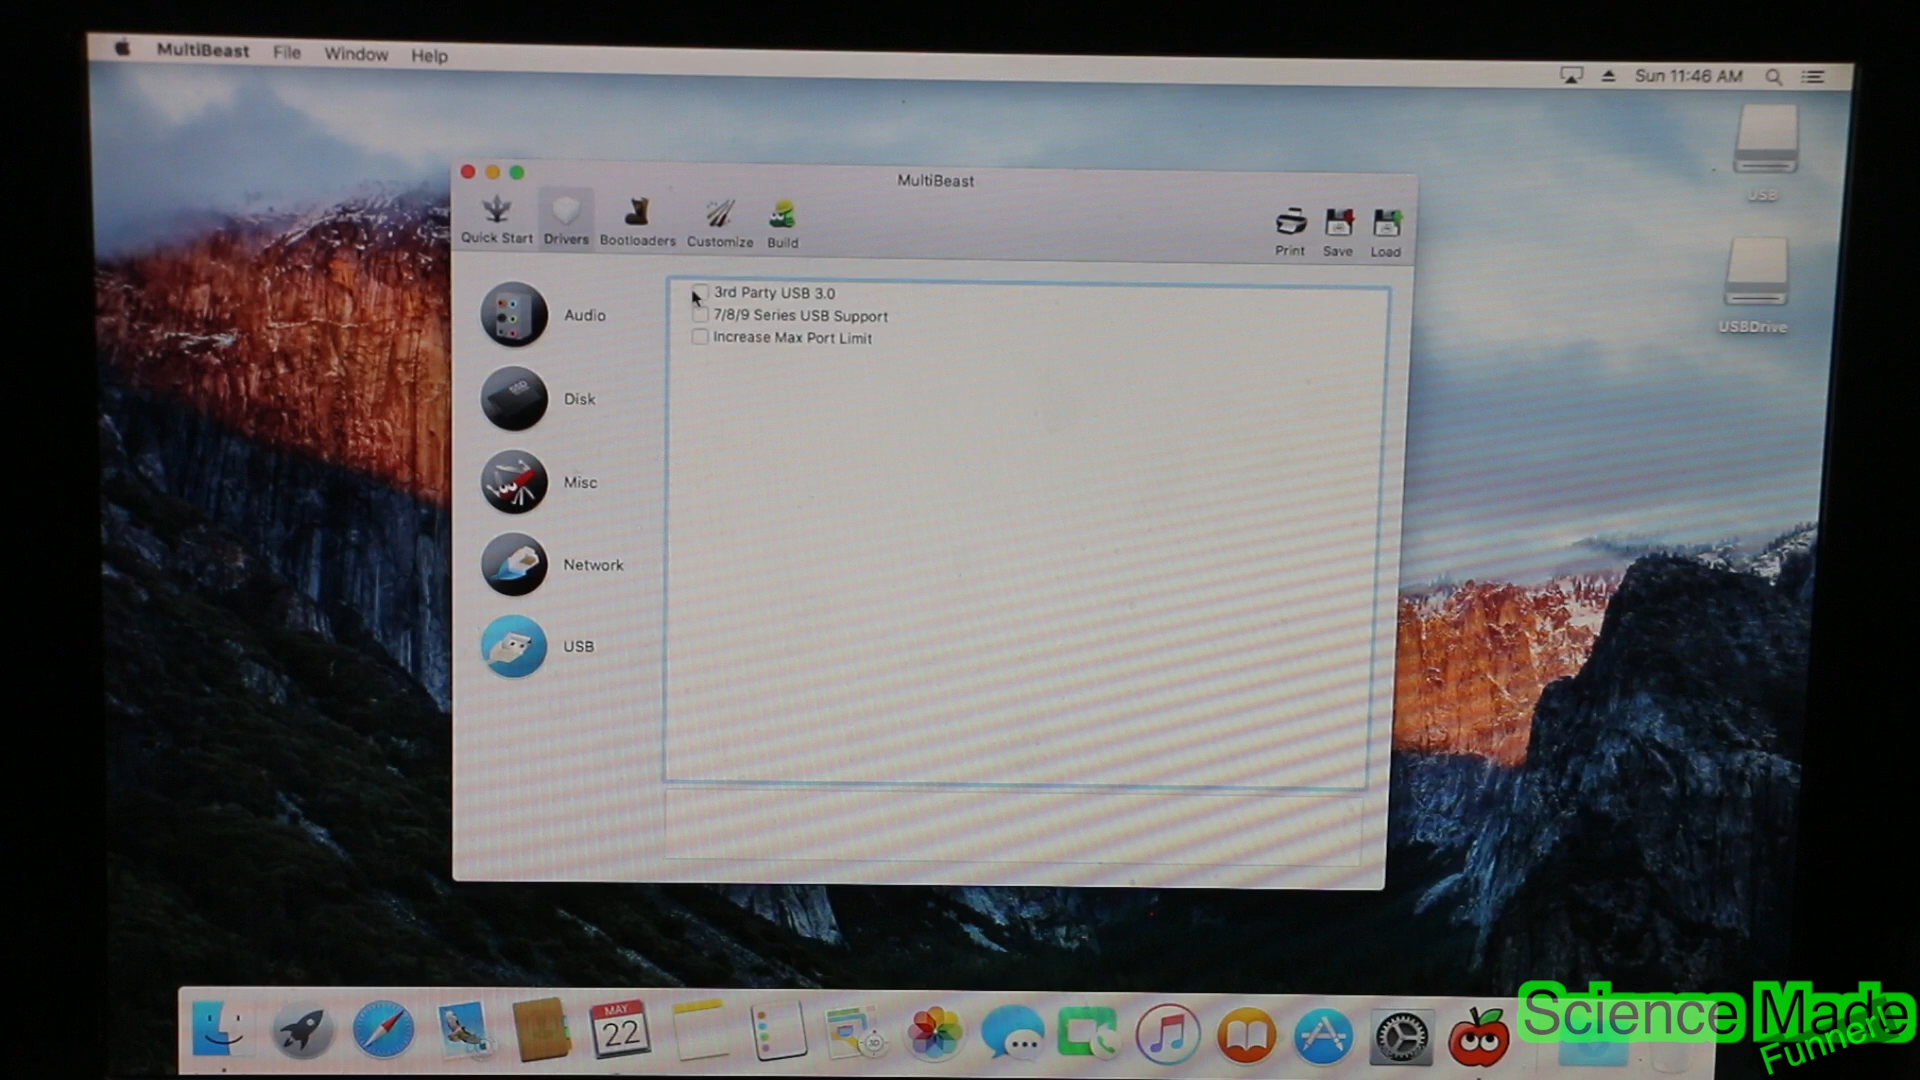 MultiBeast File Window Help
Sun 11:46 AM
MultiBeast
Quick Start Drivers Bootloaders Customize Build
Print Save Load
Audio
Disk
Misc
Network
USB
3rd Party USB 3.0
7/8/9 Series USB Support
Increase Max Port Limit
USB
USBDrive
SSD
MAY
22
3D
Science Made
Funner!